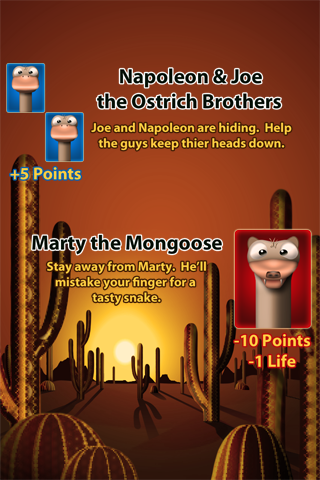 Napoleon & Joe
the Ostrich Brothers
Joe and Napoleon are hiding. Help
the guys keep thier heads down.
+5 Points
Marty the Mongoose
Stay away from Marty. He'll
mistake your finger for a
tasty snake.
-10 Points
-1 Life